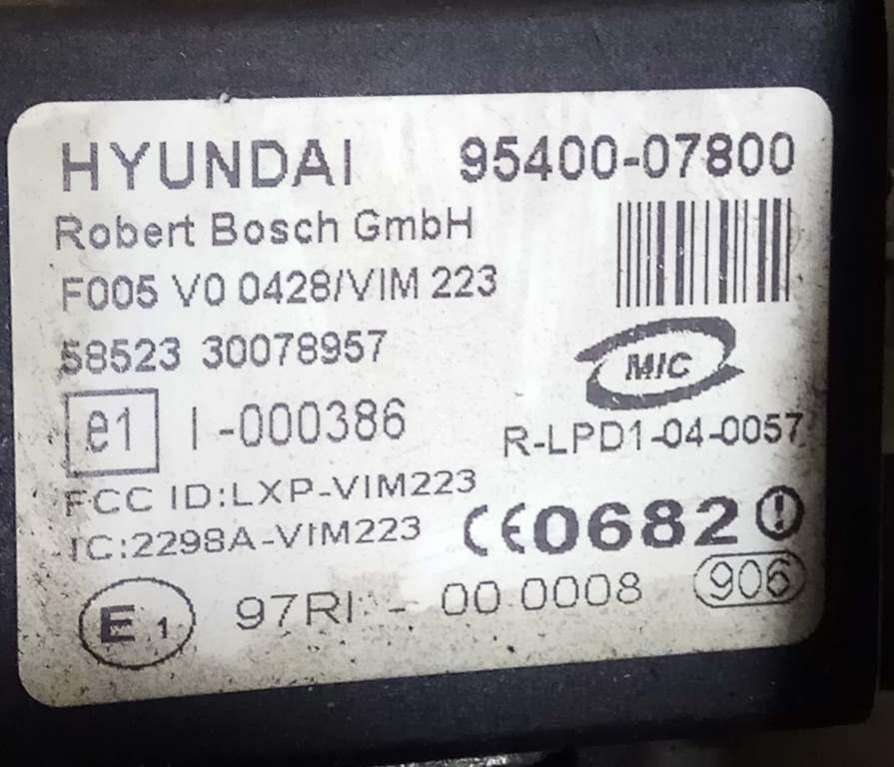 HYUNDAI 95400-07800
Robert Bosch GmbH
F005 V0 0428/VIM 223
58523 30078957
MIC
e1 I-000386
R-LPD1-04-0057
FCC ID:LXP-VIM223
IC:2298A-VIM223
CE0682
E1 97RI - 00 0008 906